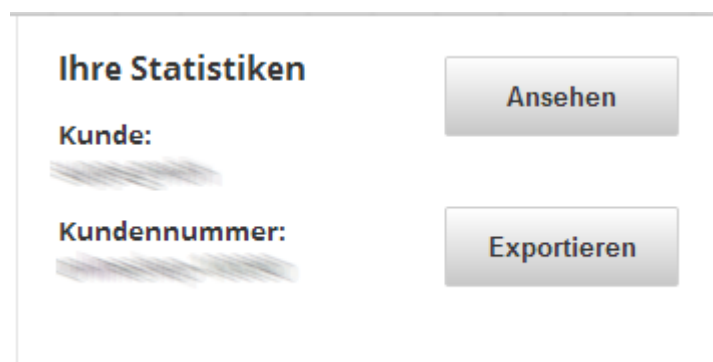 Ihre Statistiken
Ansehen
Kunde:
Kundennummer:
Exportieren